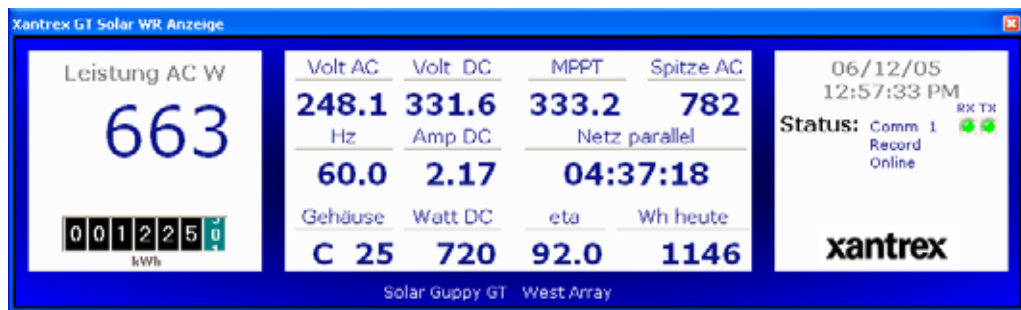 Xantrex GT Solar WR Anzeige
Leistung AC W
663
001225
kWh
Volt AC Volt DC MPPT Spitze AC
248.1 331.6 333.2 782
Hz Amp DC Netz parallel
60.0 2.17 04:37:18
Gehäuse Watt DC eta Wh heute
C 25 720 92.0 1146
06/12/05
12:57:33 PM
RX TX
Status: Comm 1
Record
Online
xantrex
Solar Guppy GT West Array